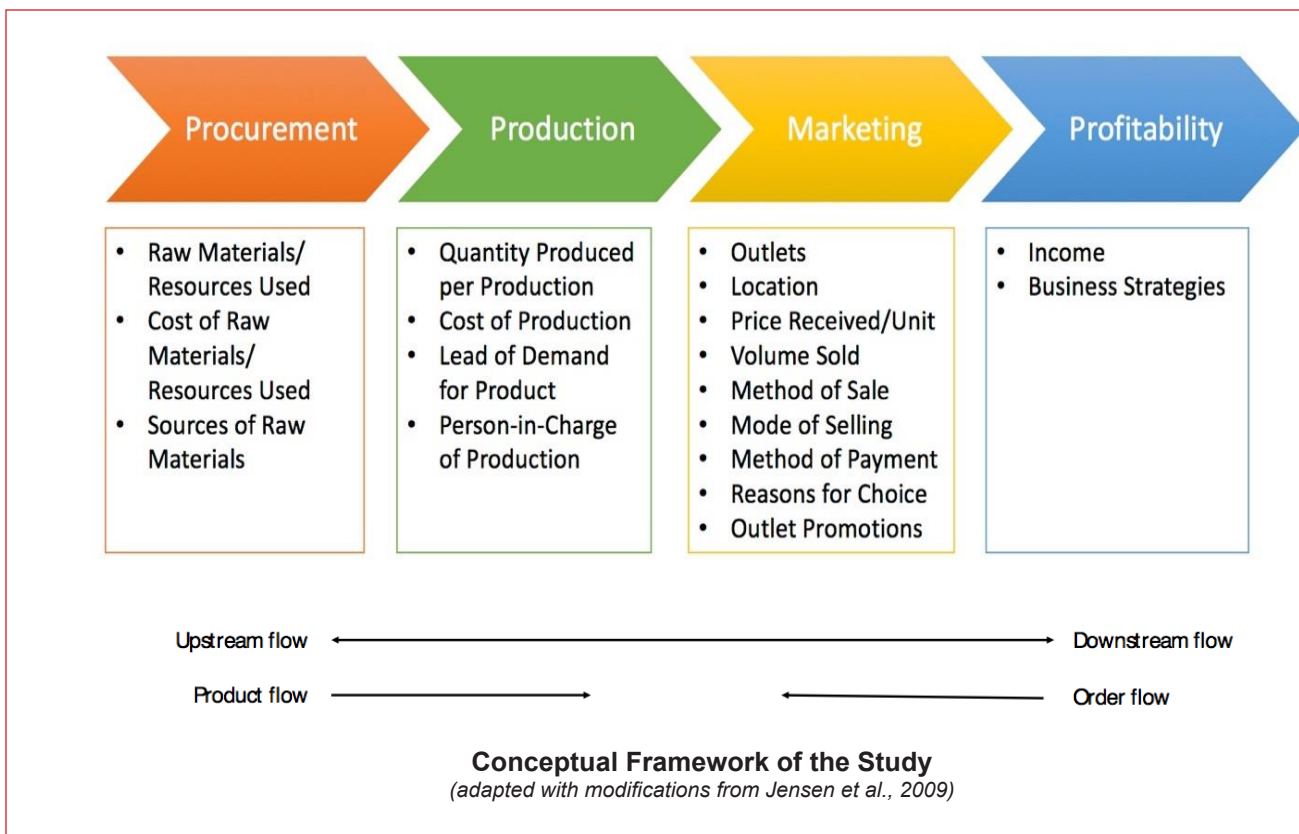 Procurement
Production
Marketing
Profitability
• Raw Materials/
Resources Used
• Cost of Raw
Materials/
Resources Used
• Sources of Raw
Materials
• Quantity Produced
per Production
• Cost of Production
• Lead of Demand
for Product
• Person-in-Charge
of Production
• Outlets
• Location
• Price Received/Unit
• Volume Sold
• Method of Sale
• Mode of Selling
• Method of Payment
• Reasons for Choice
• Outlet Promotions
• Income
• Business Strategies
Upstream flow
Downstream flow
Product flow
Order flow
Conceptual Framework of the Study
(adapted with modifications from Jensen et al., 2009)